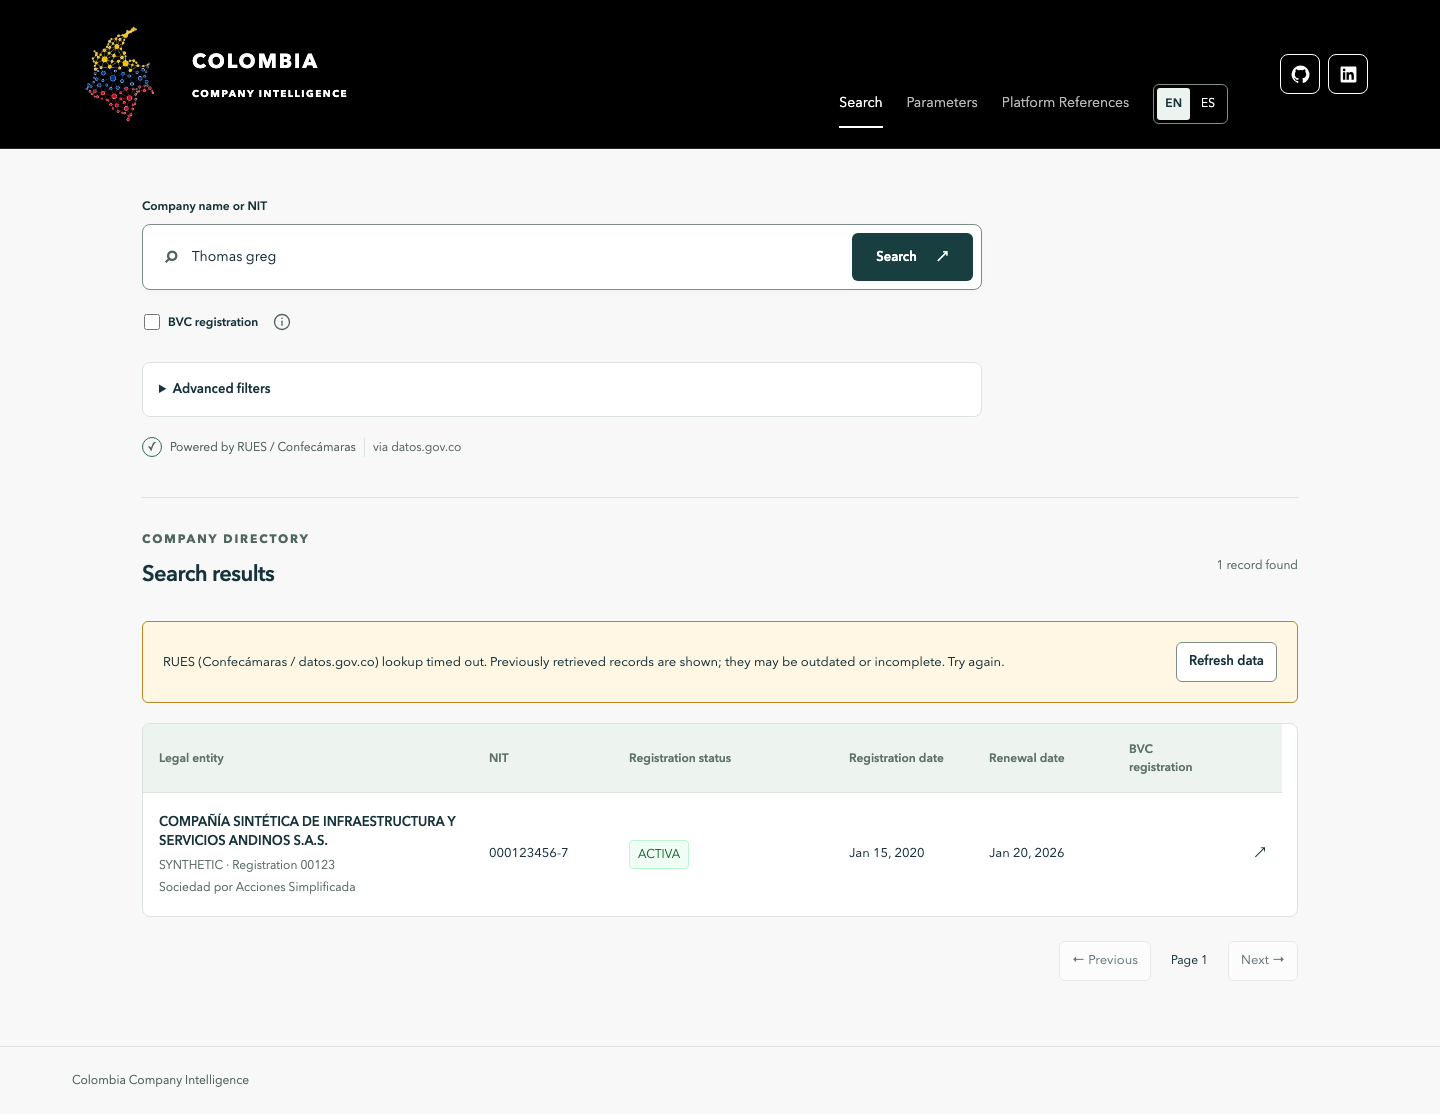 COLOMBIA
COMPANY INTELLIGENCE
Search
Parameters
Platform References
EN
ES
Company name or NIT
Thomas greg
Search ↗
BVC registration
Advanced filters
Powered by RUES / Confecámaras
via datos.gov.co
COMPANY DIRECTORY
Search results
1 record found
RUES (Confecámaras / datos.gov.co) lookup timed out. Previously retrieved records are shown; they may be outdated or incomplete. Try again.
Refresh data
Legal entity
NIT
Registration status
Registration date
Renewal date
BVC
registration
COMPAÑÍA SINTÉTICA DE INFRAESTRUCTURA Y
SERVICIOS ANDINOS S.A.S.
SYNTHETIC · Registration 00123
Sociedad por Acciones Simplificada
000123456-7
ACTIVA
Jan 15, 2020
Jan 20, 2026
↗
← Previous
Page 1
Next →
Colombia Company Intelligence